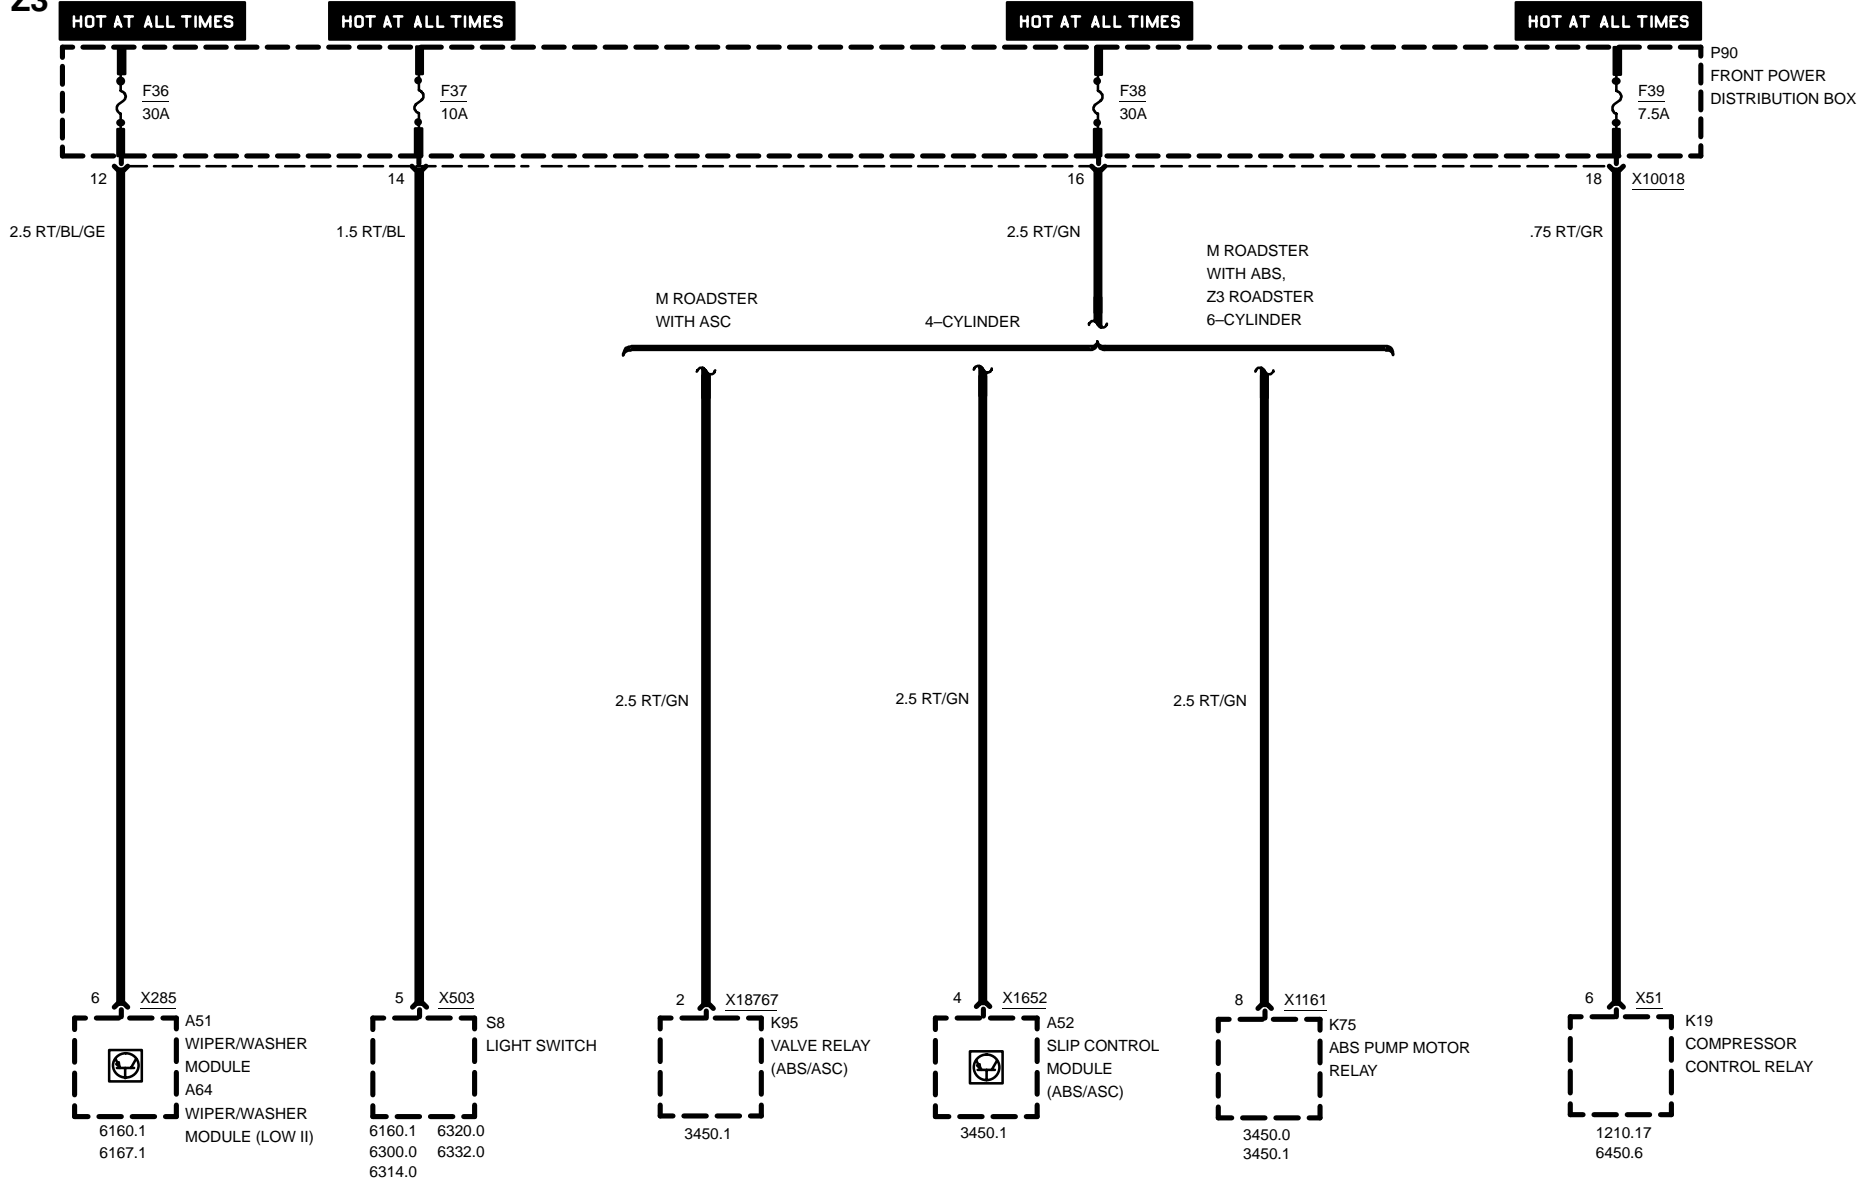 Z3
HOT AT ALL TIMES
HOT AT ALL TIMES
HOT AT ALL TIMES
HOT AT ALL TIMES
P90
FRONT POWER
DISTRIBUTION BOX
F36
30A
F37
10A
F38
30A
F39
7.5A
12
14
16
18
X10018
2.5 RT/BL/GE
1.5 RT/BL
2.5 RT/GN
.75 RT/GR
M ROADSTER
WITH ASC
4–CYLINDER
M ROADSTER
WITH ABS,
Z3 ROADSTER
6–CYLINDER
2.5 RT/GN
2.5 RT/GN
2.5 RT/GN
6
X285
A51
WIPER/WASHER
MODULE
A64
WIPER/WASHER
MODULE (LOW II)
6160.1
6167.1
5
X503
S8
LIGHT SWITCH
6160.1
6320.0
6300.0
6332.0
6314.0
2
X18767
K95
VALVE RELAY
(ABS/ASC)
3450.1
4
X1652
A52
SLIP CONTROL
MODULE
(ABS/ASC)
3450.1
8
X1161
K75
ABS PUMP MOTOR
RELAY
3450.0
3450.1
6
X51
K19
COMPRESSOR
CONTROL RELAY
1210.17
6450.6